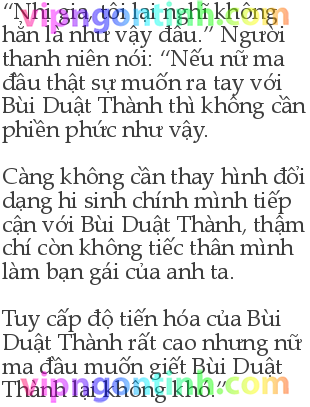 “Nhị gia, tôi lại nghĩ không
hẳn là như vậy đâu.” Người
thanh niên nói: “Nếu nữ ma
đầu thật sự muốn ra tay với
Bùi Duật Thành thì không cần
phiền phức như vậy.
Càng không cần thay hình đổi
dạng hi sinh chính mình tiếp
cận với Bùi Duật Thành, thậm
chí còn không tiếc thân mình
làm bạn gái của anh ta.
Tuy cấp độ tiến hóa của Bùi
Duật Thành rất cao nhưng nữ
ma đầu muốn giết Bùi Duật
Thành lại không khó.”
vipngontinh.com
vipngontinh.com